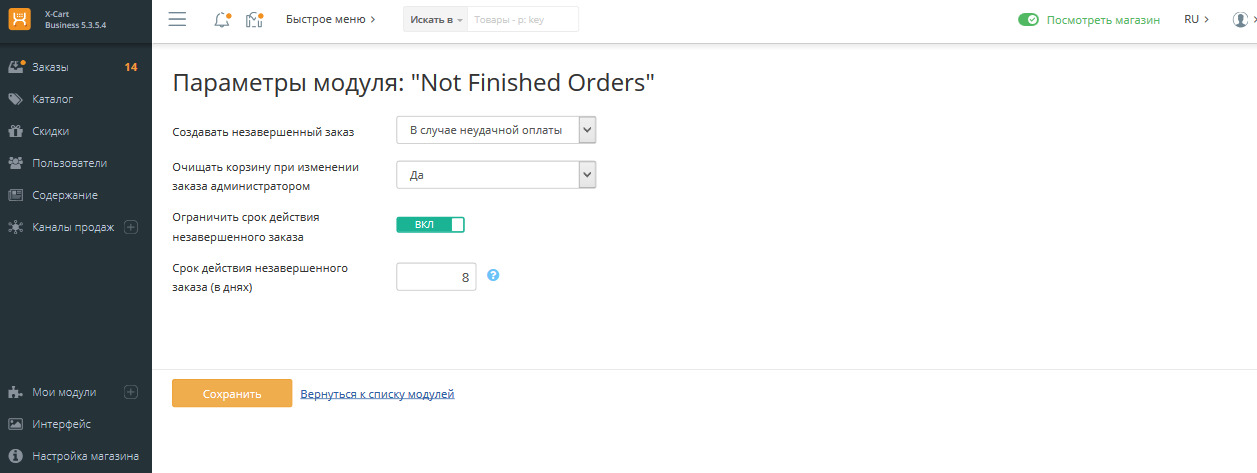 X-Cart
Business 5.3.5.4
Быстрое меню
Искать в
Товары - p: key
Посмотреть магазин
RU
Заказы
14
Каталог
Скидки
Пользователи
Содержание
Каналы продаж
Мои модули
Интерфейс
Настройка магазина
Параметры модуля: "Not Finished Orders"
Создавать незавершенный заказ
В случае неудачной оплаты
Очищать корзину при изменении
заказа администратором
Да
Ограничить срок действия
незавершенного заказа
ВКЛ
Срок действия незавершенного
заказа (в днях)
8
?
Сохранить
Вернуться к списку модулей